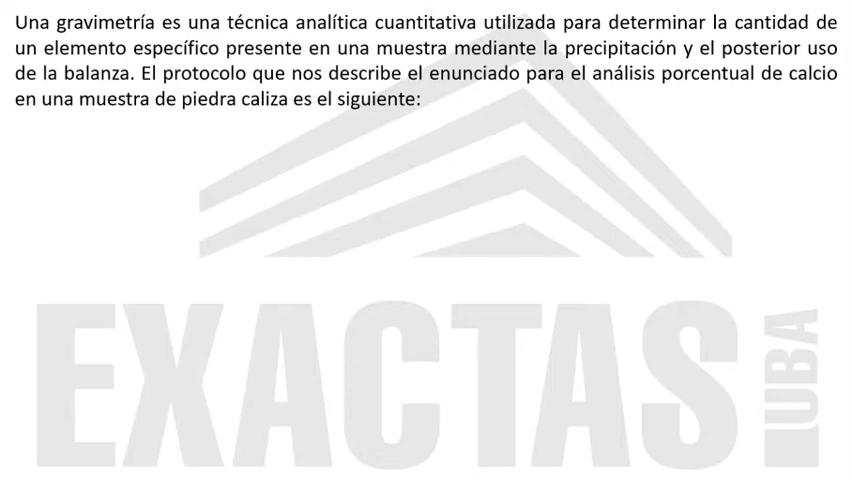 Una gravimetría es una técnica analítica cuantitativa utilizada para determinar la cantidad de
un elemento específico presente en una muestra mediante la precipitación y el posterior uso
de la balanza. El protocolo que nos describe el enunciado para el análisis porcentual de calcio
en una muestra de piedra caliza es el siguiente:
EXACTAS
UBA